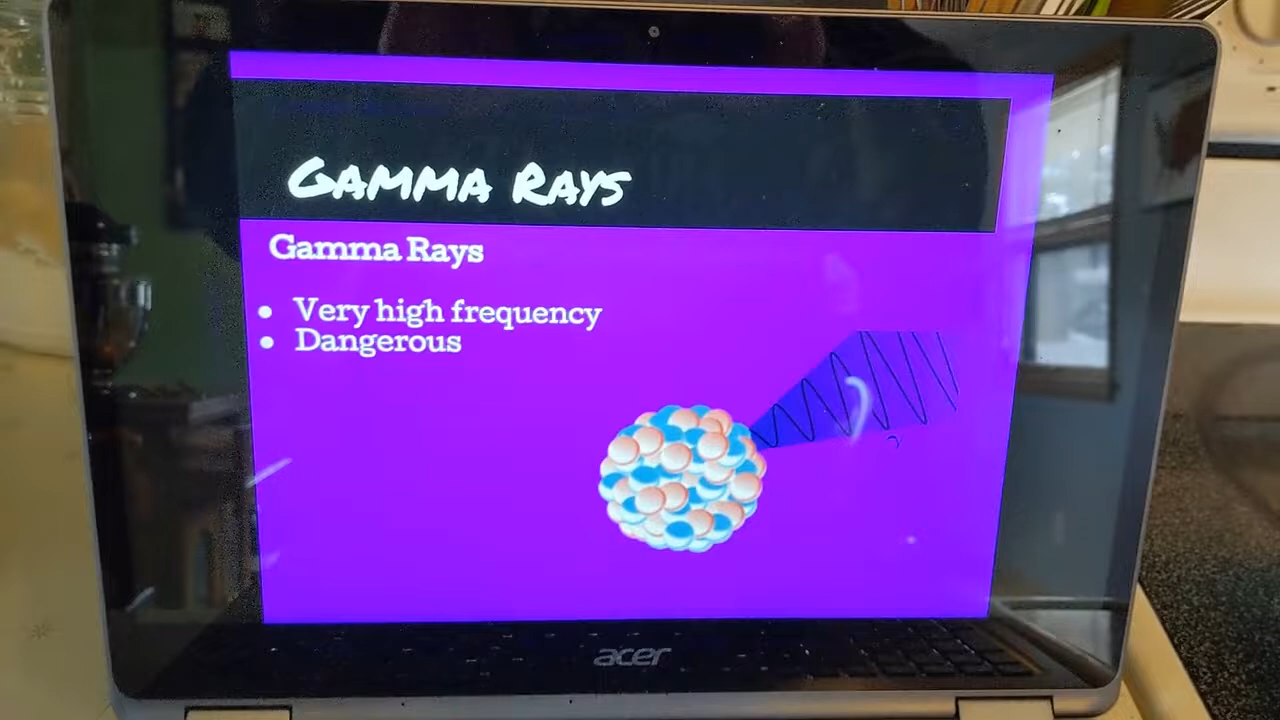 GAMMA RAYS
Gamma Rays
• Very high frequency
• Dangerous
acer